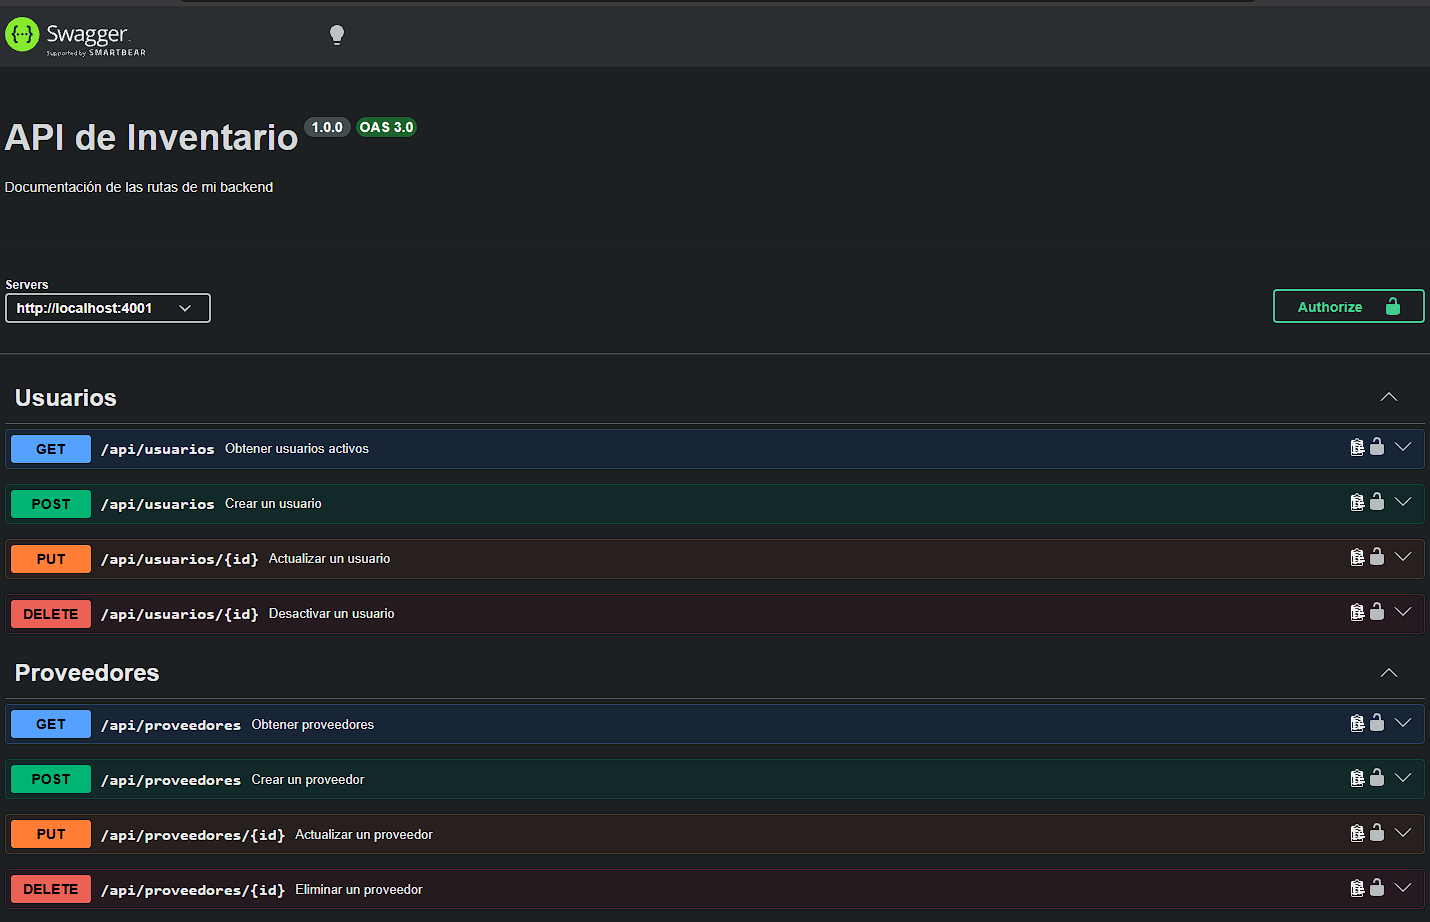 Swagger
Supported by SMARTBEAR
API de Inventario 1.0.0 OAS 3.0
Documentación de las rutas de mi backend
Servers
http://localhost:4001
Authorize
Usuarios
GET /api/usuarios Obtener usuarios activos
POST /api/usuarios Crear un usuario
PUT /api/usuarios/{id} Actualizar un usuario
DELETE /api/usuarios/{id} Desactivar un usuario
Proveedores
GET /api/proveedores Obtener proveedores
POST /api/proveedores Crear un proveedor
PUT /api/proveedores/{id} Actualizar un proveedor
DELETE /api/proveedores/{id} Eliminar un proveedor